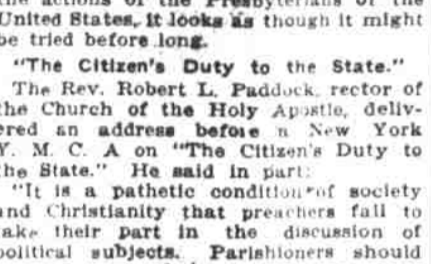 the actions of the Presbyterians of the
United States, it looks as though it might
be tried before long.
"The Citizen's Duty to the State."
The Rev. Robert L. Paddock, rector of
the Church of the Holy Apostle, deliv-
ered an address before a New York
Y. M. C. A on "The Citizen's Duty to
the State." He said in part:
"It is a pathetic condition of society
and Christianity that preachers fail to
take their part in the discussion of
political subjects. Parishioners should